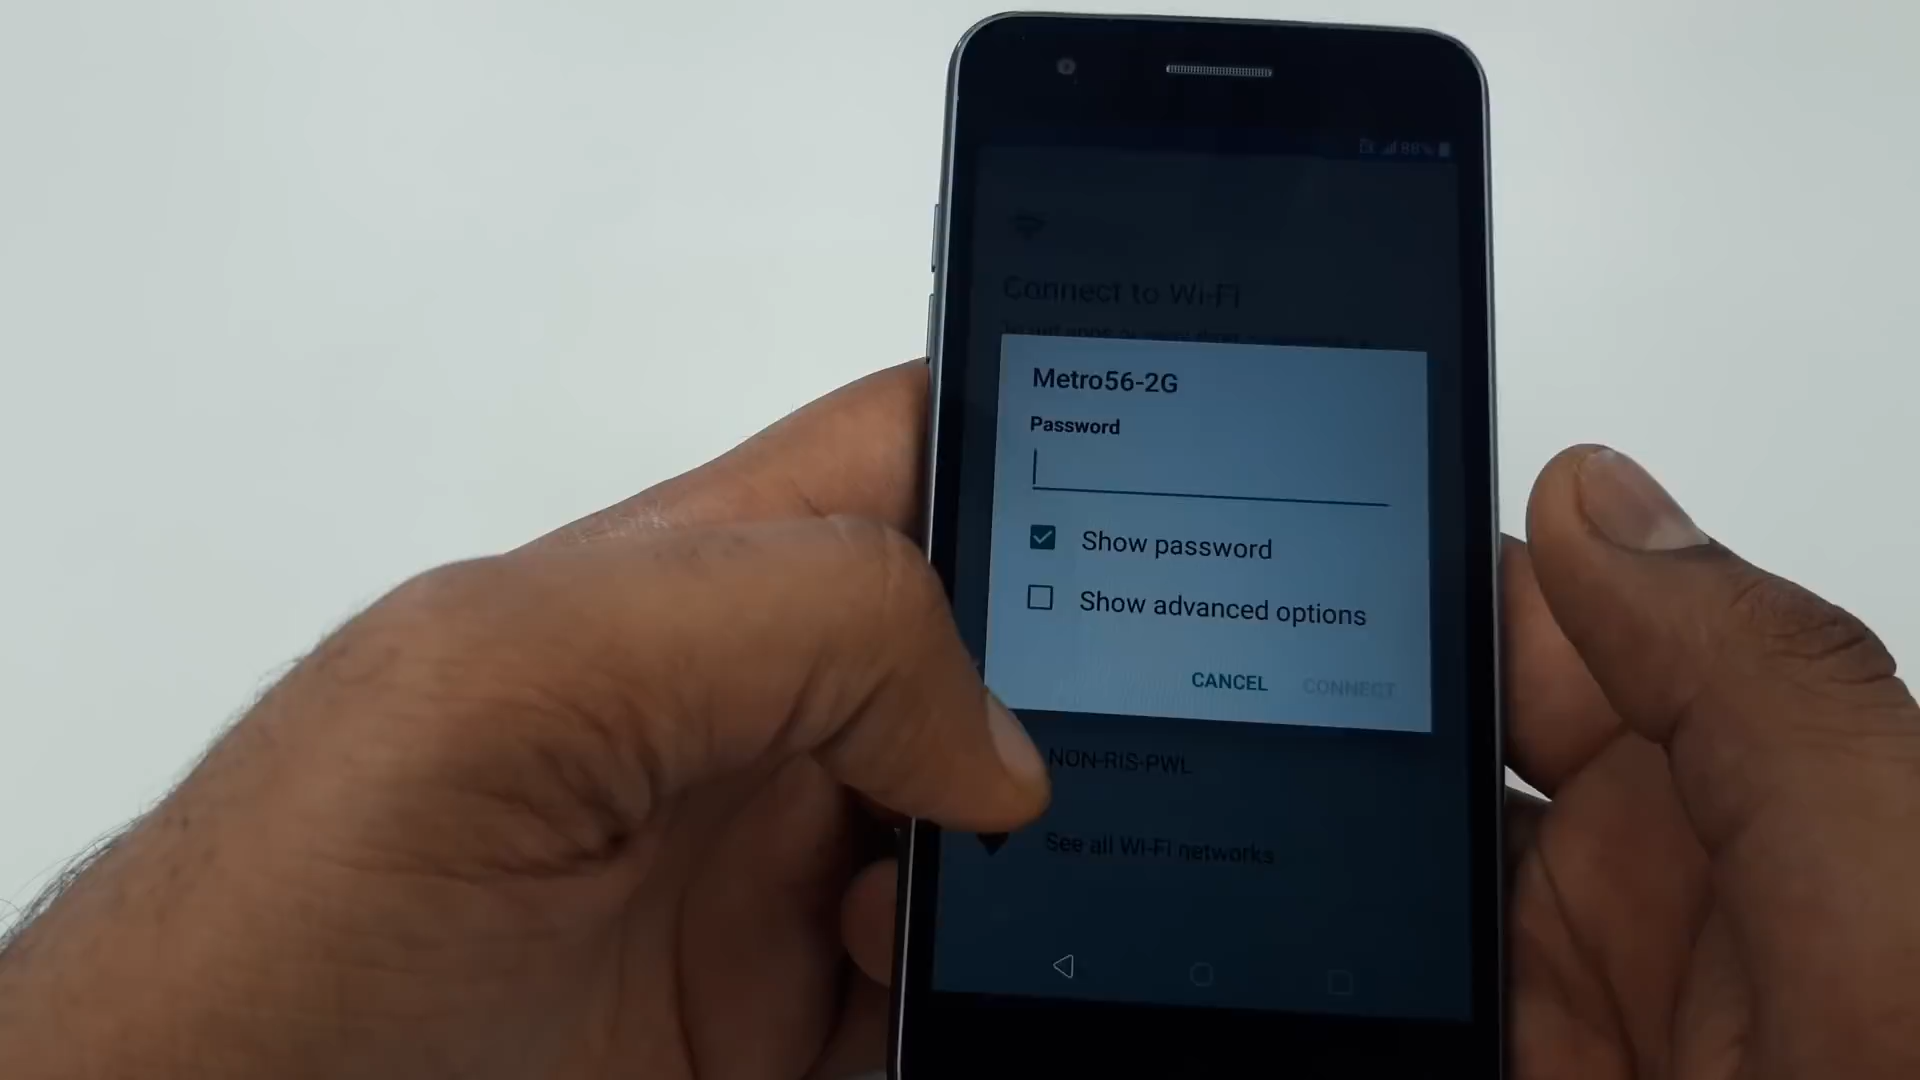 88%
Connect to Wi-Fi
Metro56-2G
Password
Show password
Show advanced options
CANCEL CONNECT
NON-RIS-PWL
See all Wi-Fi networks